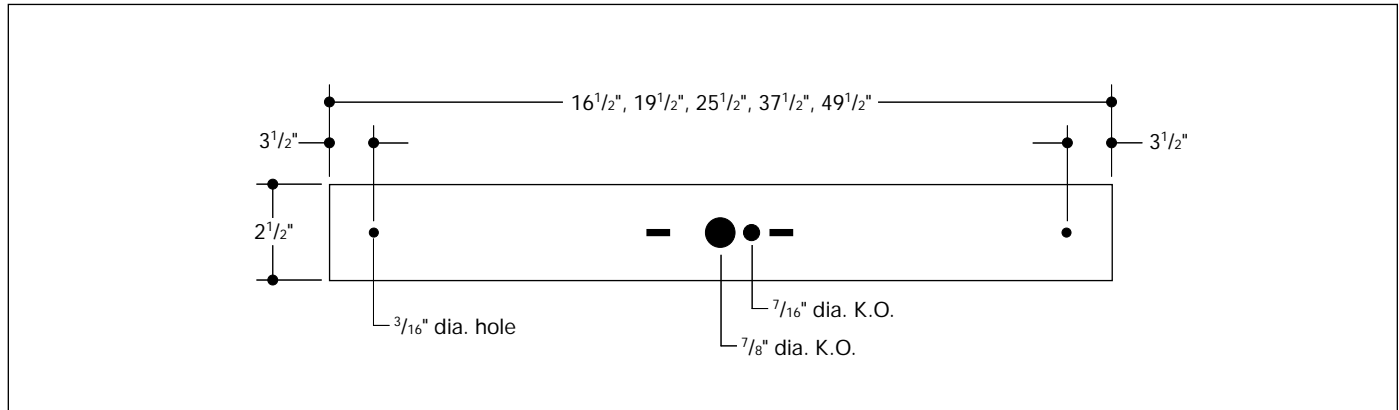 16 1/2", 19 1/2", 25 1/2", 37 1/2", 49 1/2"
3 1/2"
3 1/2"
2 1/2"
7/16" dia. K.O.
3/16" dia. hole
7/8" dia. K.O.